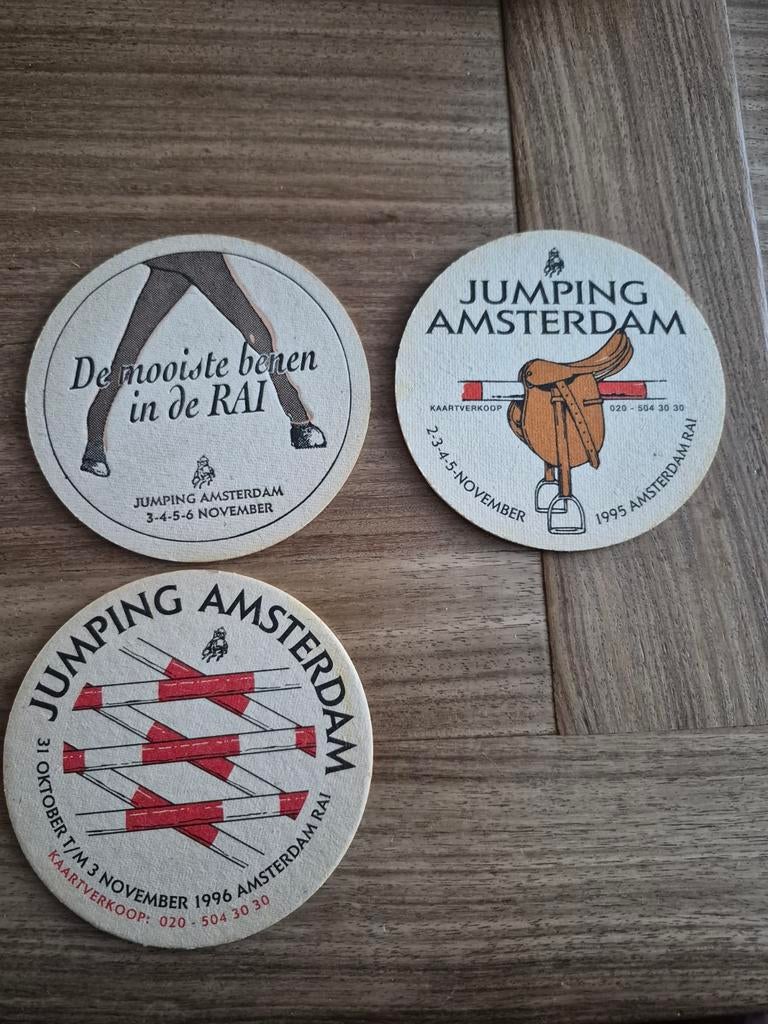 De mooiste benen
in de RAI
JUMPING AMSTERDAM
3-4-5-6 NOVEMBER
JUMPING
AMSTERDAM
KAARTVERKOOP 020 - 504 30 30
2-3-4-5-NOVEMBER 1995 AMSTERDAM RAI
JUMPING AMSTERDAM
31 OKTOBER T/M 3 NOVEMBER 1996 AMSTERDAM RAI
KAARTVERKOOP: 020 - 504 30 30